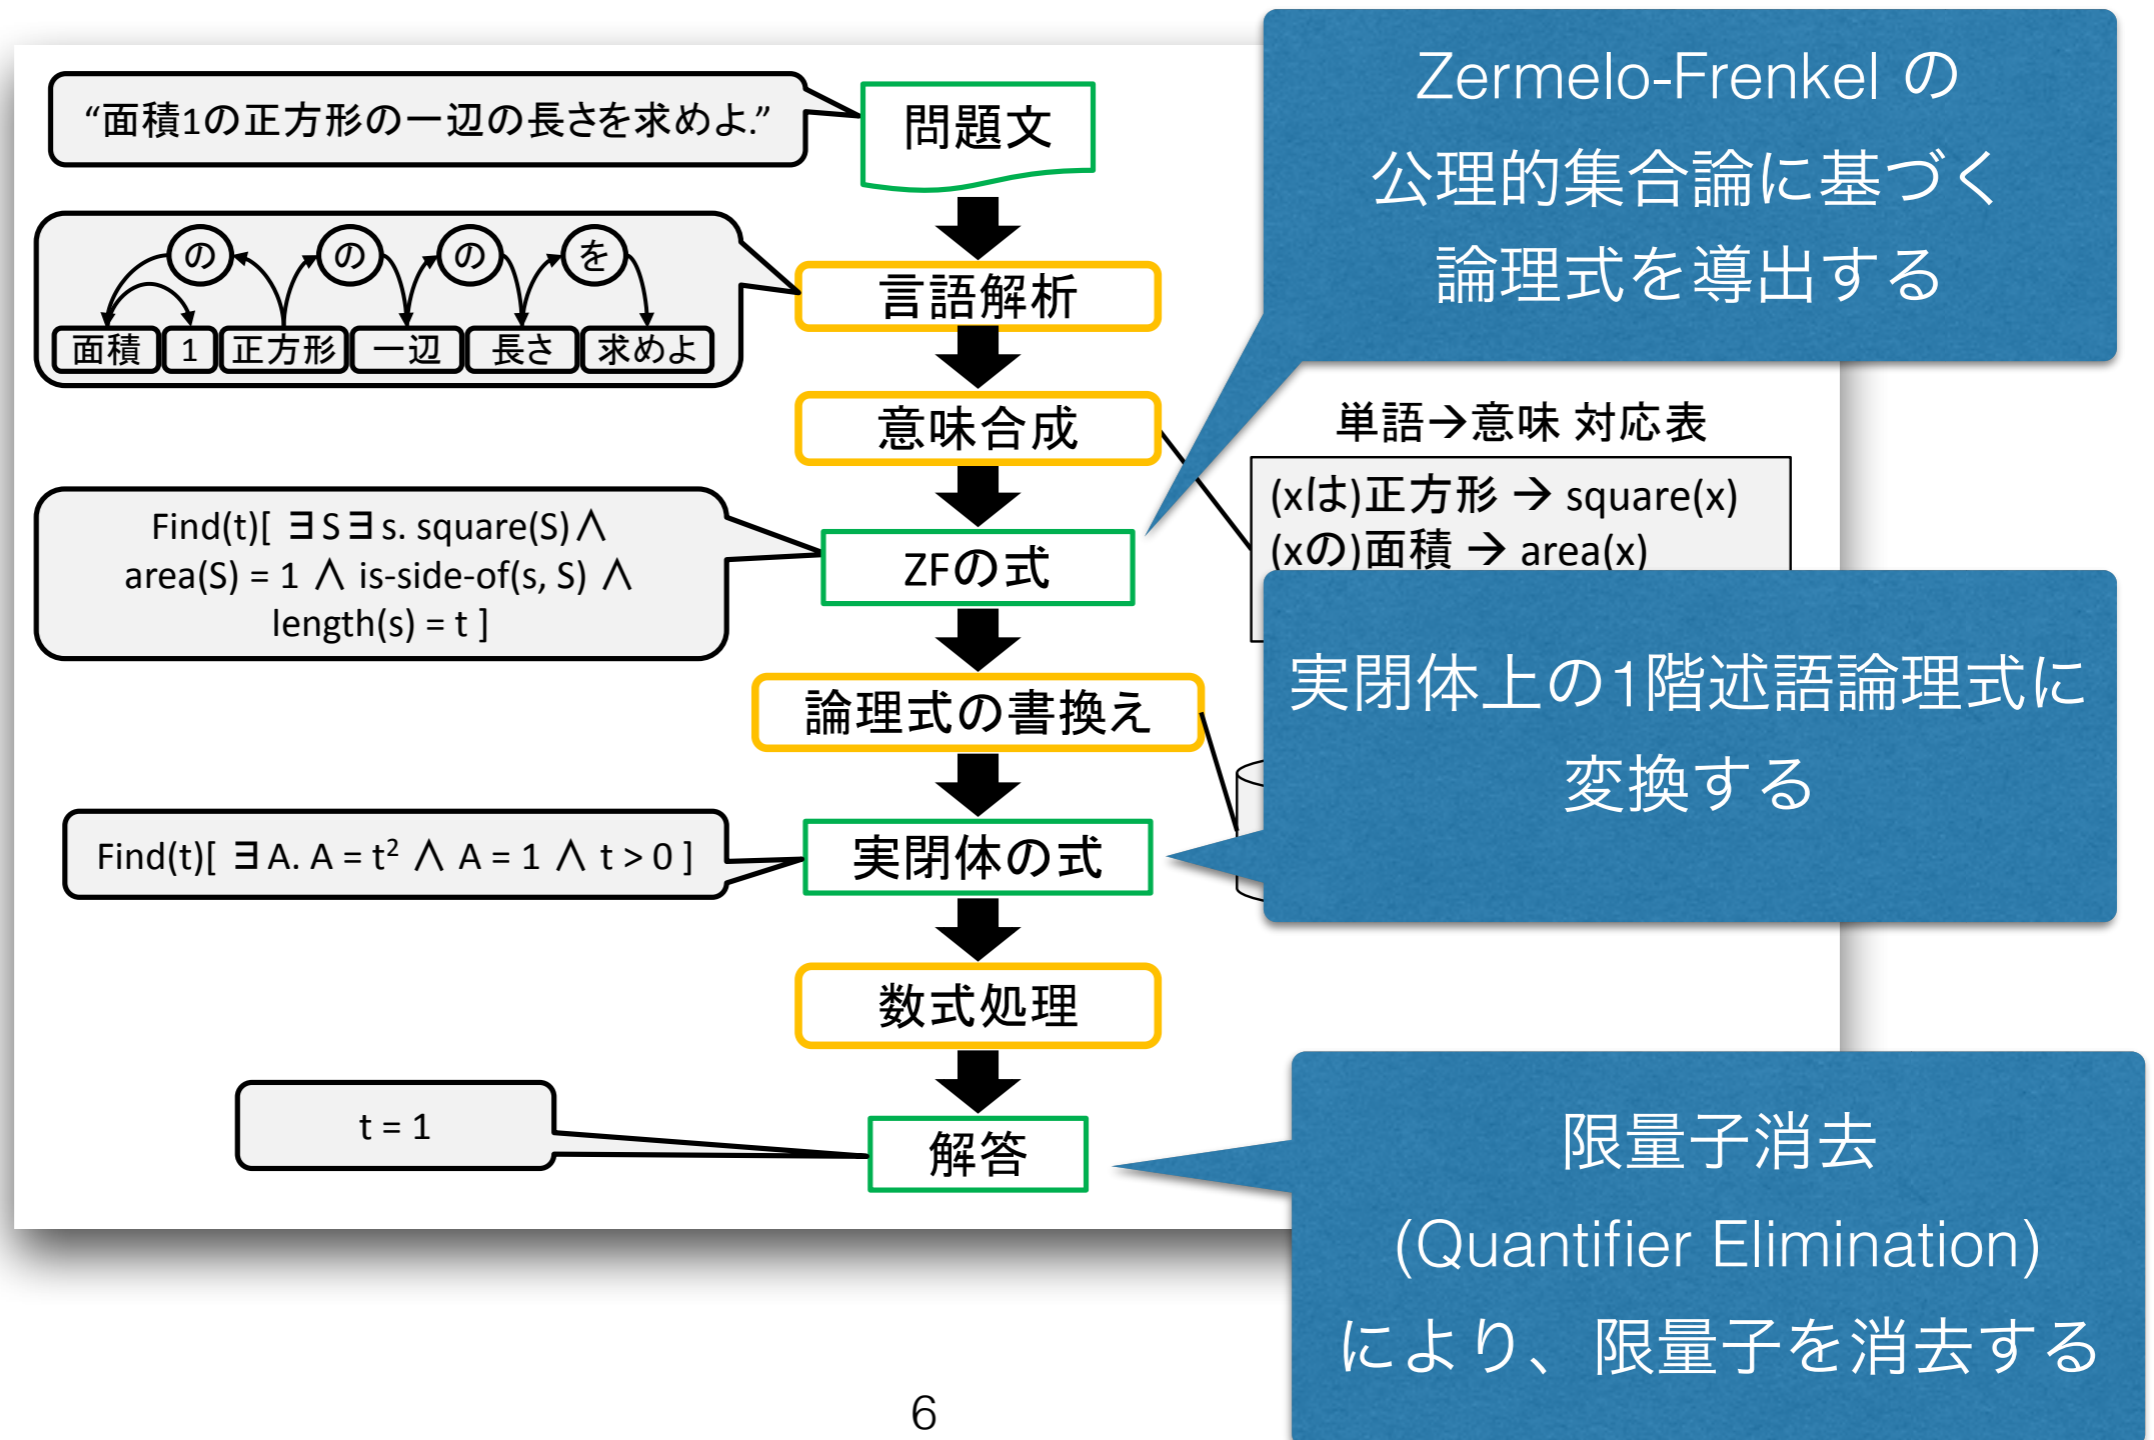 “面積1の正方形の一辺の長さを求めよ.”
問題文
Zermelo-Frenkel の
公理的集合論に基づく
論理式を導出する
の
の
の
を
面積
1
正方形
一辺
長さ
求めよ
言語解析
意味合成
単語→意味 対応表
(xは)正方形 → square(x)
(xの)面積 → area(x)
Find(t)[ ∃S∃s. square(S)∧
area(S) = 1 ∧ is-side-of(s, S) ∧
length(s) = t ]
ZFの式
論理式の書換え
実閉体上の1階述語論理式に
変換する
Find(t)[ ∃A. A = t² ∧ A = 1 ∧ t > 0 ]
実閉体の式
数式処理
t = 1
解答
限量子消去
(Quantifier Elimination)
により、限量子を消去する
6